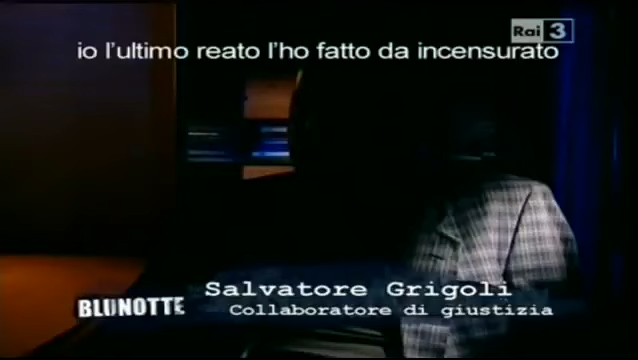 Rai 3
io l'ultimo reato l'ho fatto da incensurato
Salvatore Grigoli
BLUNOTTE
Collaboratore di giustizia